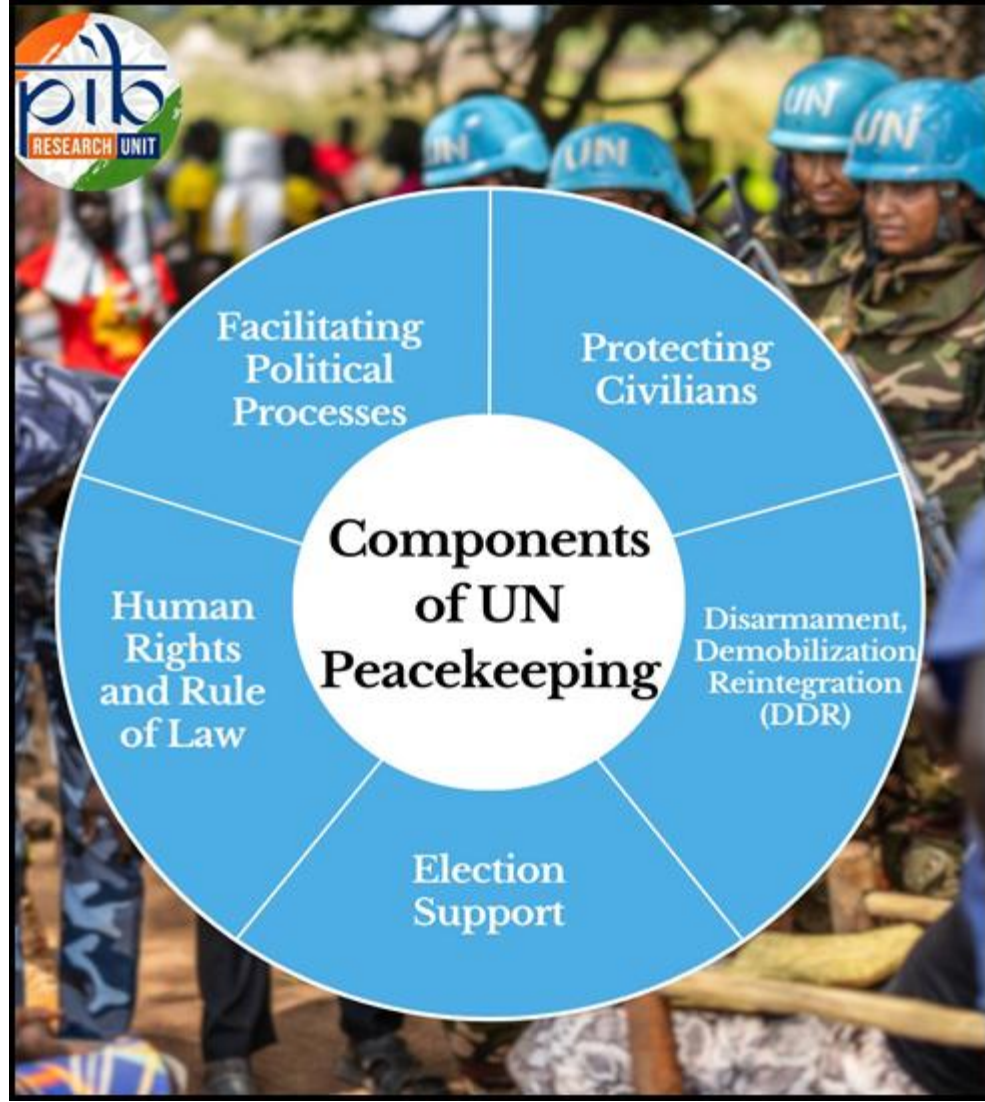 pib
RESEARCH UNIT
UN
UN
UN
UN
Facilitating
Political
Processes
Protecting
Civilians
Components
of UN
Peacekeeping
Human
Rights
and Rule
of Law
Disarmament,
Demobilization
Reintegration
(DDR)
Election
Support